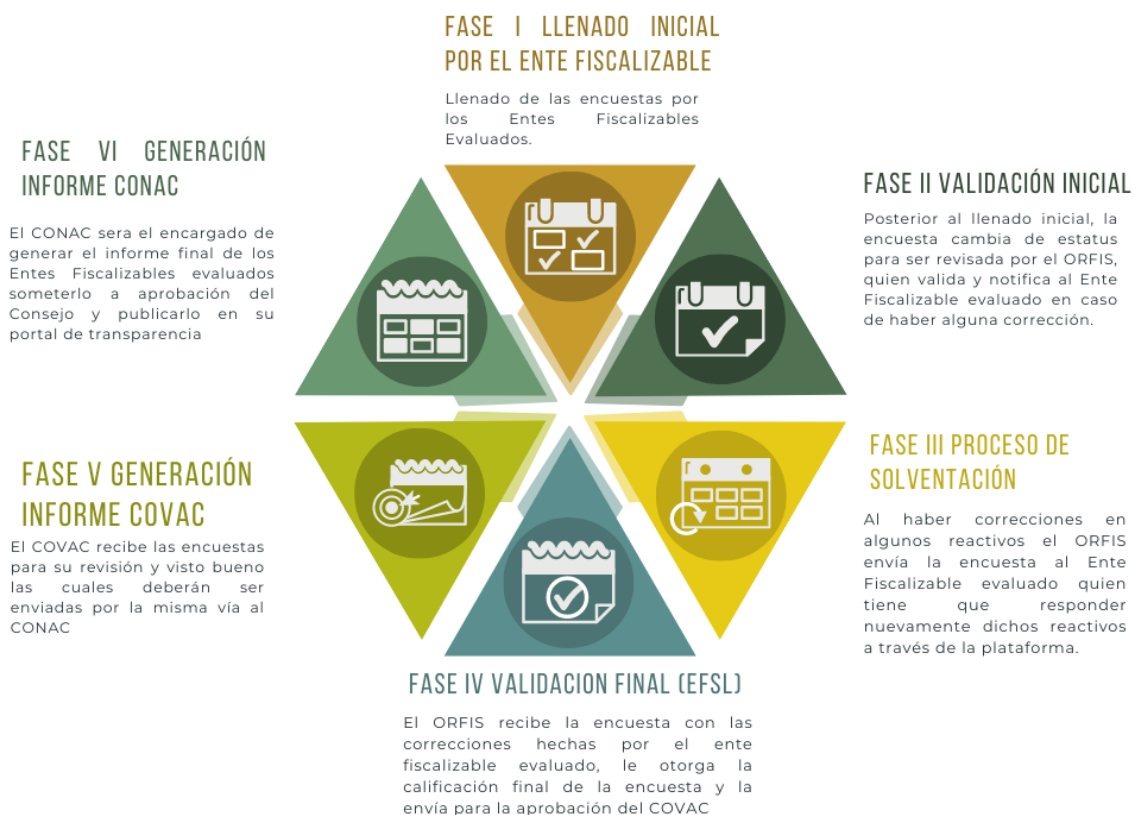 FASE I LLENADO INICIAL
POR EL ENTE FISCALIZABLE
Llenado de las encuestas por
los Entes Fiscalizables
Evaluados.
FASE II VALIDACIÓN INICIAL
Posterior al llenado inicial, la
encuesta cambia de estatus
para ser revisada por el ORFIS,
quien valida y notifica al Ente
Fiscalizable evaluado en caso
de haber alguna corrección.
FASE III PROCESO DE
SOLVENTACIÓN
Al haber correcciones en
algunos reactivos el ORFIS
envía la encuesta al Ente
Fiscalizable evaluado quien
tiene que responder
nuevamente dichos reactivos
a través de la plataforma.
FASE IV VALIDACION FINAL (EFSL)
El ORFIS recibe la encuesta con las
correcciones hechas por el ente
fiscalizable evaluado, le otorga la
calificación final de la encuesta y la
envía para la aprobación del COVAC
FASE V GENERACIÓN
INFORME COVAC
El COVAC recibe las encuestas
para su revisión y visto bueno
las cuales deberán ser
enviadas por la misma vía al
CONAC
FASE VI GENERACIÓN
INFORME CONAC
El CONAC sera el encargado de
generar el informe final de los
Entes Fiscalizables evaluados
someterlo a aprobación del
Consejo y publicarlo en su
portal de transparencia